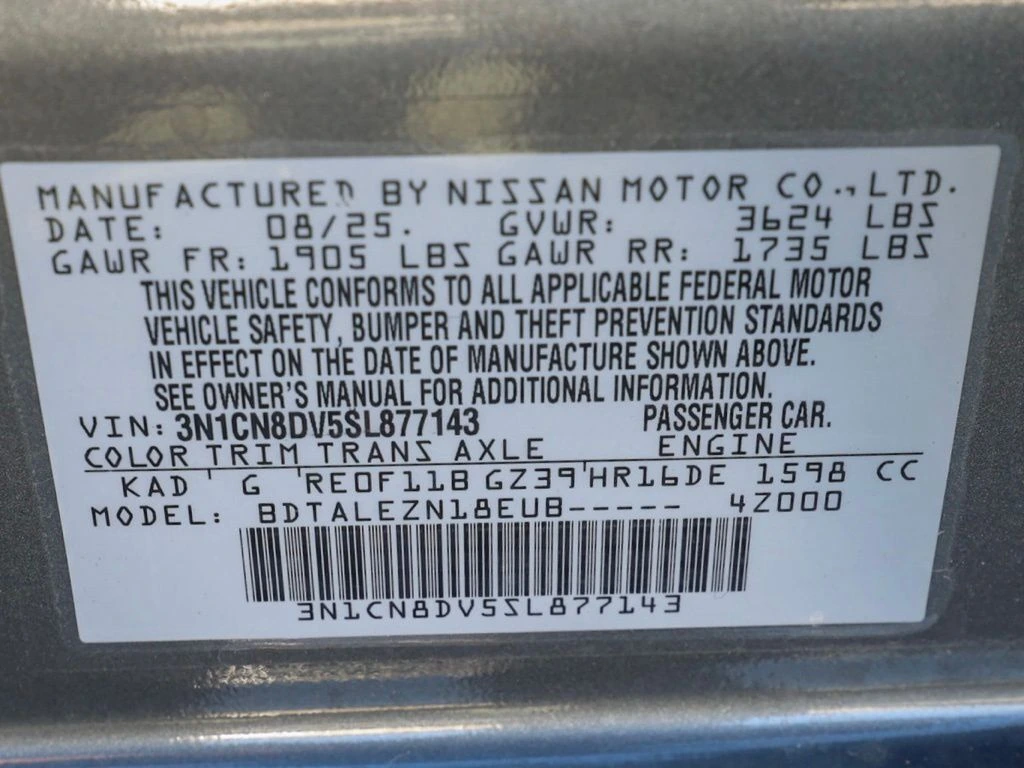 MANUFACTURED BY NISSAN MOTOR CO.,LTD.
DATE: 08/25. GVWR: 3624 LBS
GAWR FR: 1905 LBS GAWR RR: 1735 LBS
THIS VEHICLE CONFORMS TO ALL APPLICABLE FEDERAL MOTOR
VEHICLE SAFETY, BUMPER AND THEFT PREVENTION STANDARDS
IN EFFECT ON THE DATE OF MANUFACTURE SHOWN ABOVE.
SEE OWNER'S MANUAL FOR ADDITIONAL INFORMATION.
VIN: 3N1CN8DV5SL877143 PASSENGER CAR.
COLOR TRIM TRANS AXLE ENGINE
KAD G RE0F11B GZ39 HR16DE 1598 CC
MODEL: BDTALEZN18EUB----- 4Z000
3N1CN8DV5SL877143